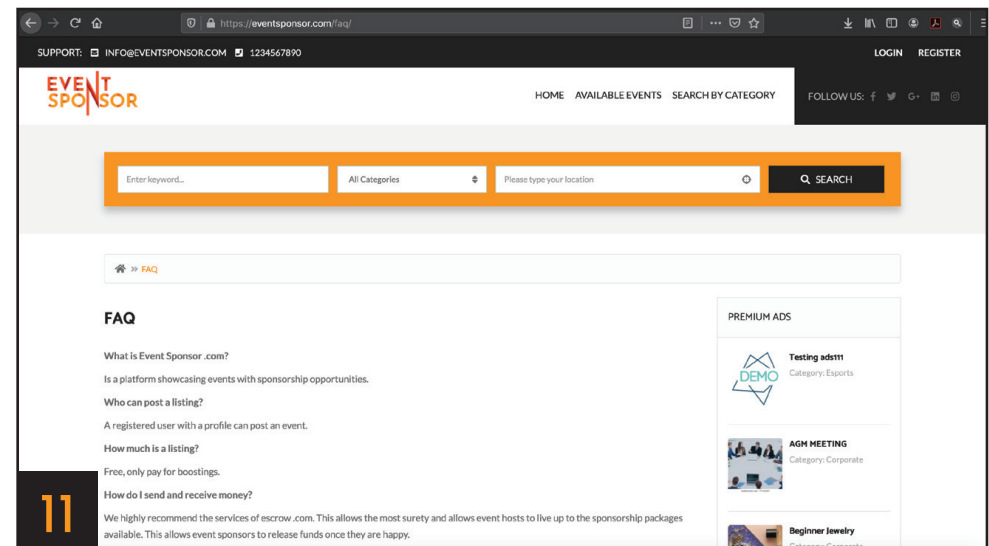 https://eventsponsor.com/faq/
SUPPORT: INFO@EVENTSPONSOR.COM 1234567890
LOGIN REGISTER
EVENT
SPONSOR
HOME AVAILABLE EVENTS SEARCH BY CATEGORY
FOLLOW US:
Enter keyword... All Categories Please type your location SEARCH
» FAQ
FAQ
What is Event Sponsor .com?
Is a platform showcasing events with sponsorship opportunities.
Who can post a listing?
A registered user with a profile can post an event.
How much is a listing?
Free, only pay for boostings.
How do I send and receive money?
We highly recommend the services of escrow .com. This allows the most surety and allows event hosts to live up to the sponsorship packages
available. This allows event sponsors to release funds once they are happy.
PREMIUM ADS
DEMO
Testing ads111
Category: Esports
AGM MEETING
Category: Corporate
Beginner Jewelry
Category: Corporate
11